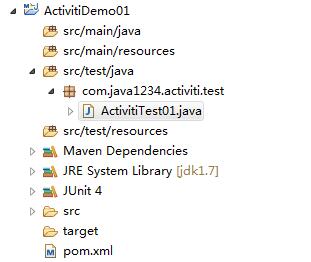 ActivitiDemo01
src/main/java
src/main/resources
src/test/java
com.java1234.activiti.test
ActivitiTest01.java
src/test/resources
Maven Dependencies
JRE System Library [jdk1.7]
JUnit 4
src
target
pom.xml